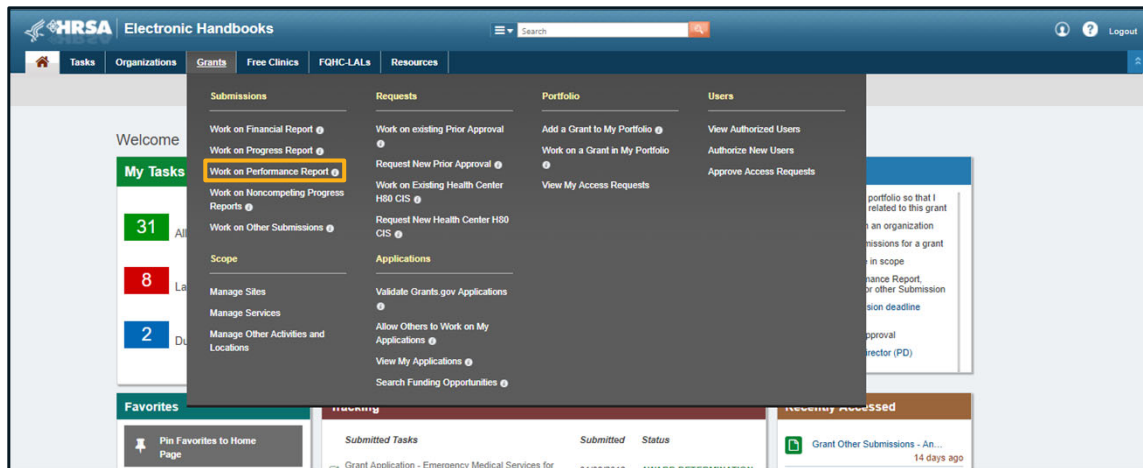 HRSA Electronic Handbooks
Search
Logout
Tasks Organizations Grants Free Clinics FQHC-LALs Resources
Submissions
Work on Financial Report
Work on Progress Report
Work on Performance Report
Work on Noncompeting Progress
Reports
Work on Other Submissions
Requests
Work on existing Prior Approval
Request New Prior Approval
Work on Existing Health Center
H80 CIS
Request New Health Center H80
CIS
Portfolio
Add a Grant to My Portfolio
Work on a Grant in My Portfolio
View My Access Requests
Users
View Authorized Users
Authorize New Users
Approve Access Requests
Scope
Manage Sites
Manage Services
Manage Other Activities and
Locations
Applications
Validate Grants.gov Applications
Allow Others to Work on My
Applications
View My Applications
Search Funding Opportunities
Welcome
My Tasks
31
8
2
portfolio so that I
related to this grant
an organization
missions for a grant
in scope
mance Report,
or other Submission
sion deadline
pproval
irector (PD)
Favorites
Pin Favorites to Home
Page
Tracking
Submitted Tasks Submitted Status
Grant Application - Emergency Medical Services for
Recently Accessed
Grant Other Submissions - An...
14 days ago